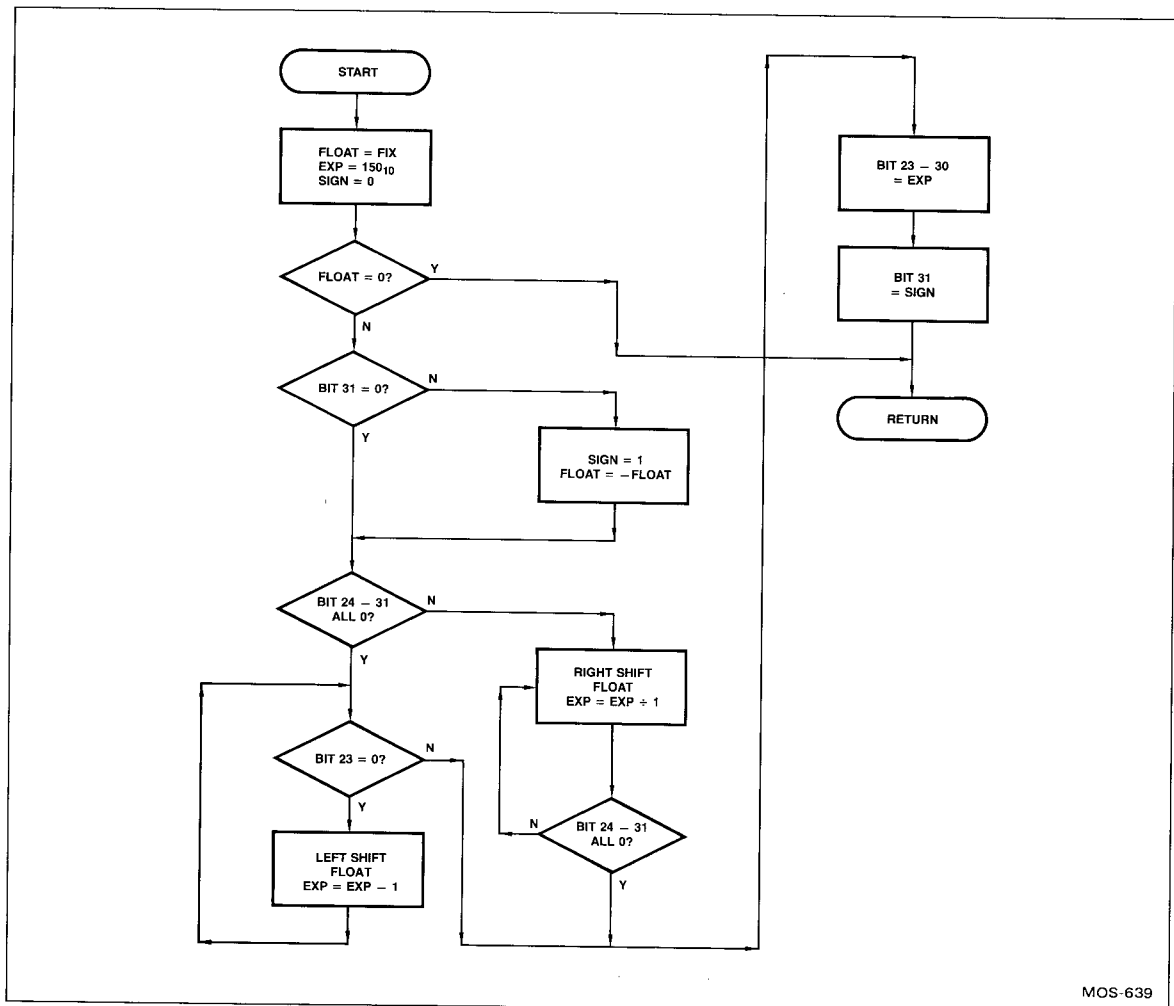 START
FLOAT = FIX
EXP = 150₁₀
SIGN = 0
FLOAT = 0?
Y
N
BIT 31 = 0?
N
Y
SIGN = 1
FLOAT = −FLOAT
BIT 24 − 31
ALL 0?
N
Y
RIGHT SHIFT
FLOAT
EXP = EXP ÷ 1
BIT 23 = 0?
N
Y
BIT 24 − 31
ALL 0?
N
Y
LEFT SHIFT
FLOAT
EXP = EXP − 1
BIT 23 − 30
= EXP
BIT 31
= SIGN
RETURN
MOS-639